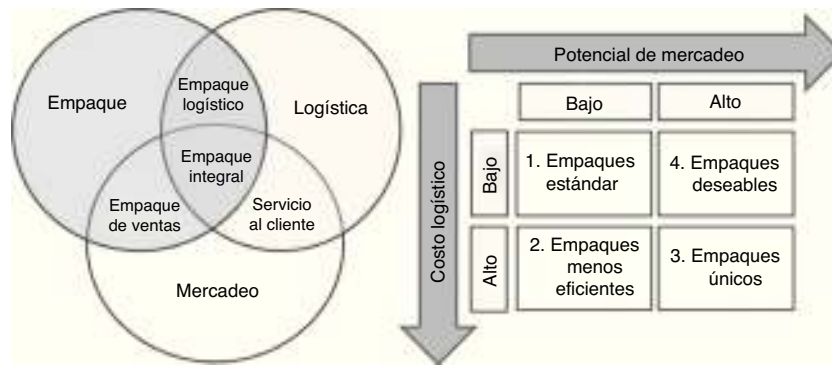 Empaque
Empaque
logístico
Logística
Empaque
integral
Empaque
de ventas
Servicio
al cliente
Mercadeo
Potencial de mercadeo
Costo logístico
Bajo
Alto
Bajo
1. Empaques
estándar
4. Empaques
deseables
Alto
2. Empaques
menos
eficientes
3. Empaques
únicos